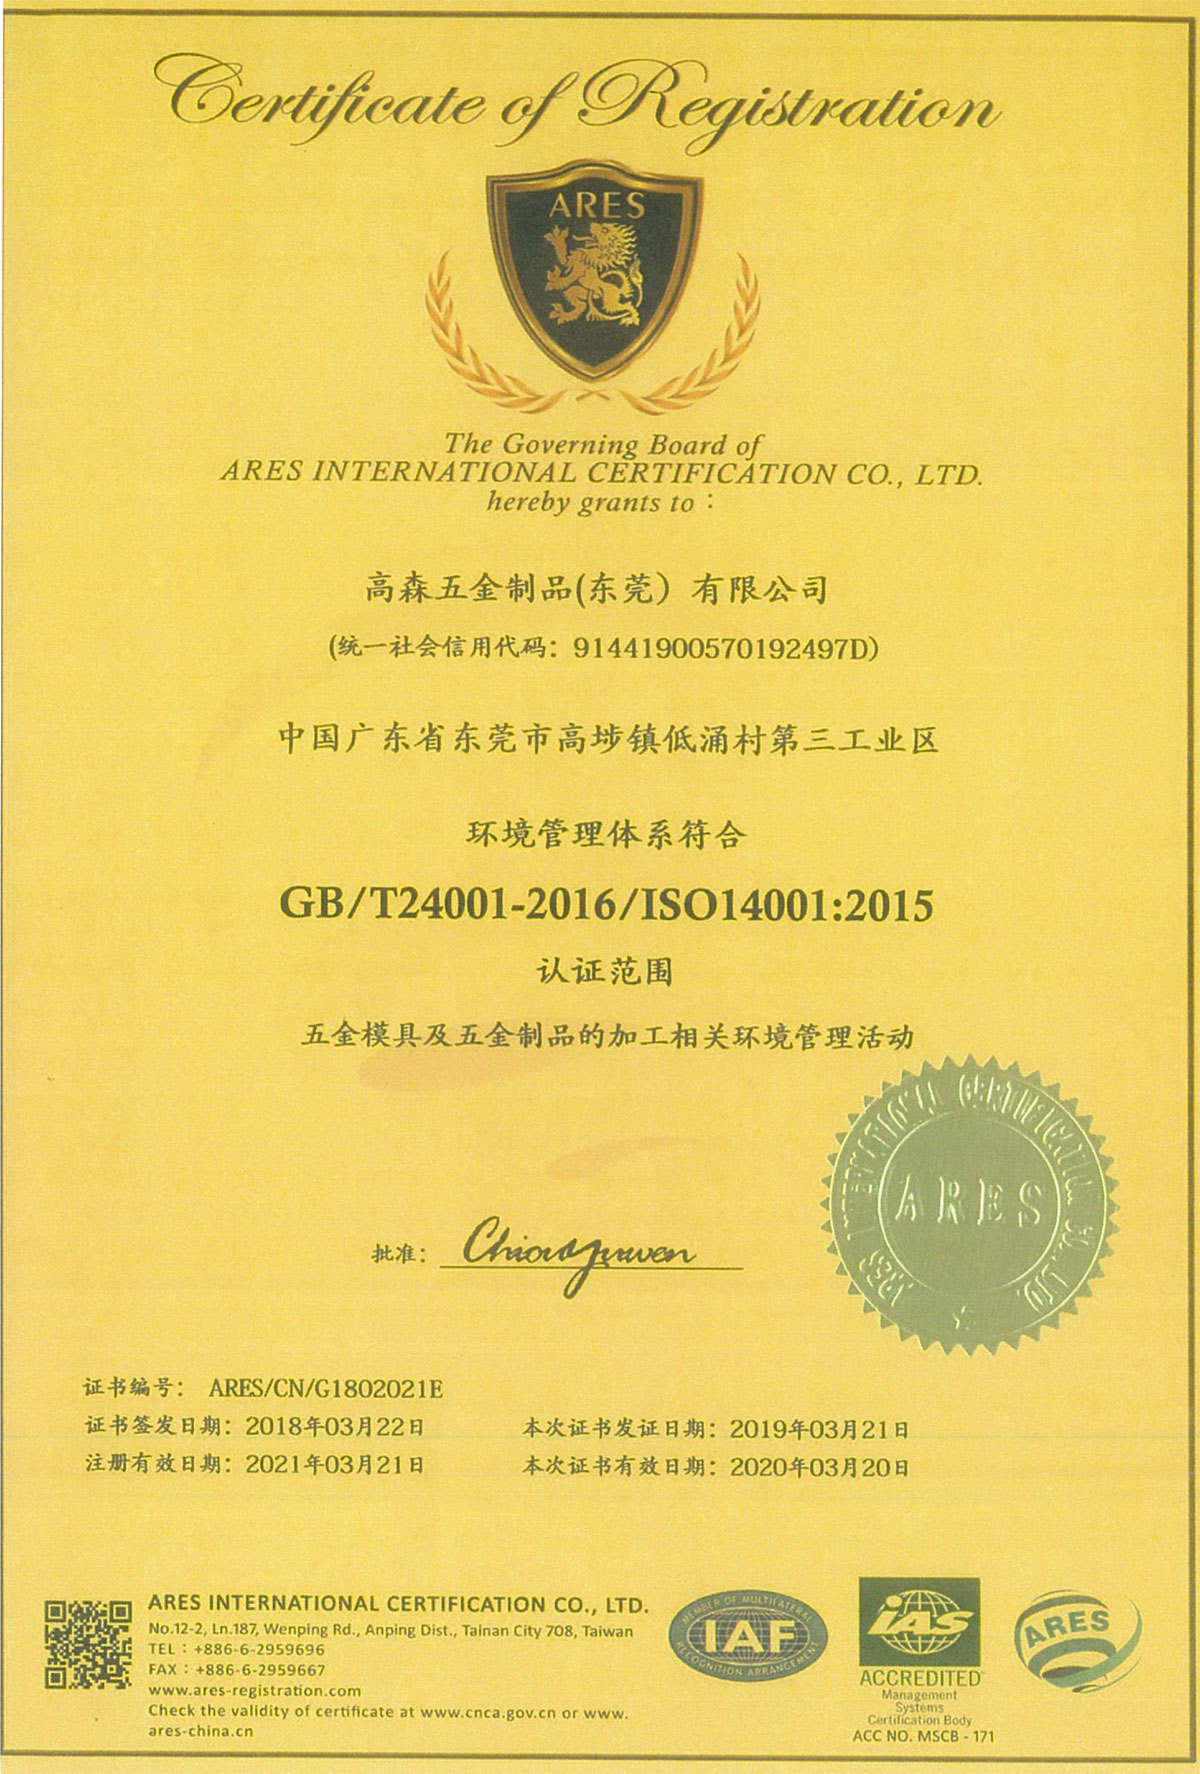 Certificate of Registration
ARES
The Governing Board of
ARES INTERNATIONAL CERTIFICATION CO., LTD.
hereby grants to：
高森五金制品(东莞）有限公司
(统一社会信用代码：91441900570192497D）
中国广东省东莞市高埗镇低涌村第三工业区
环境管理体系符合
GB/T24001-2016/ISO14001:2015
认证范围
五金模具及五金制品的加工相关环境管理活动
ARES INTERNATIONAL CERTIFICATION CO., LTD.
ARES
批准：
证书编号： ARES/CN/G1802021E
证书签发日期：2018年03月22日 本次证书发证日期：2019年03月21日
注册有效日期：2021年03月21日 本次证书有效日期：2020年03月20日
ARES INTERNATIONAL CERTIFICATION CO., LTD.
No.12-2, Ln.187, Wenping Rd., Anping Dist., Tainan City 708, Taiwan
TEL：+886-6-2959696
FAX：+886-6-2959667
www.ares-registration.com
Check the validity of certificate at www.cnca.gov.cn or www.
ares-china.cn
MEMBER OF MULTILATERAL
IAF
RECOGNITION ARRANGEMENT
IAS
ACCREDITED
Management
Systems
Certification Body
ACC NO. MSCB - 171
ARES